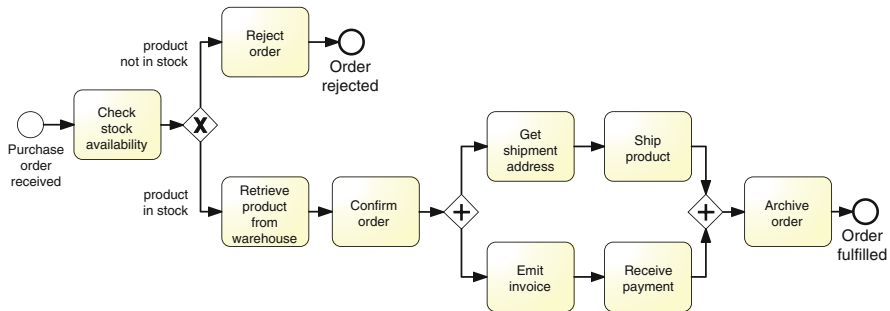 Purchase
order
received
Check
stock
availability
product
not in stock
Reject
order
Order
rejected
product
in stock
Retrieve
product
from
warehouse
Confirm
order
Get
shipment
address
Ship
product
Emit
invoice
Receive
payment
Archive
order
Order
fulfilled